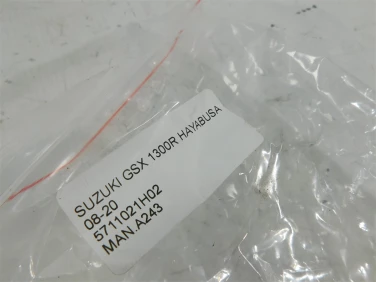 SUZUKI GSX 1300R HAYABUSA
08-20
5711021H02
MAN.A243